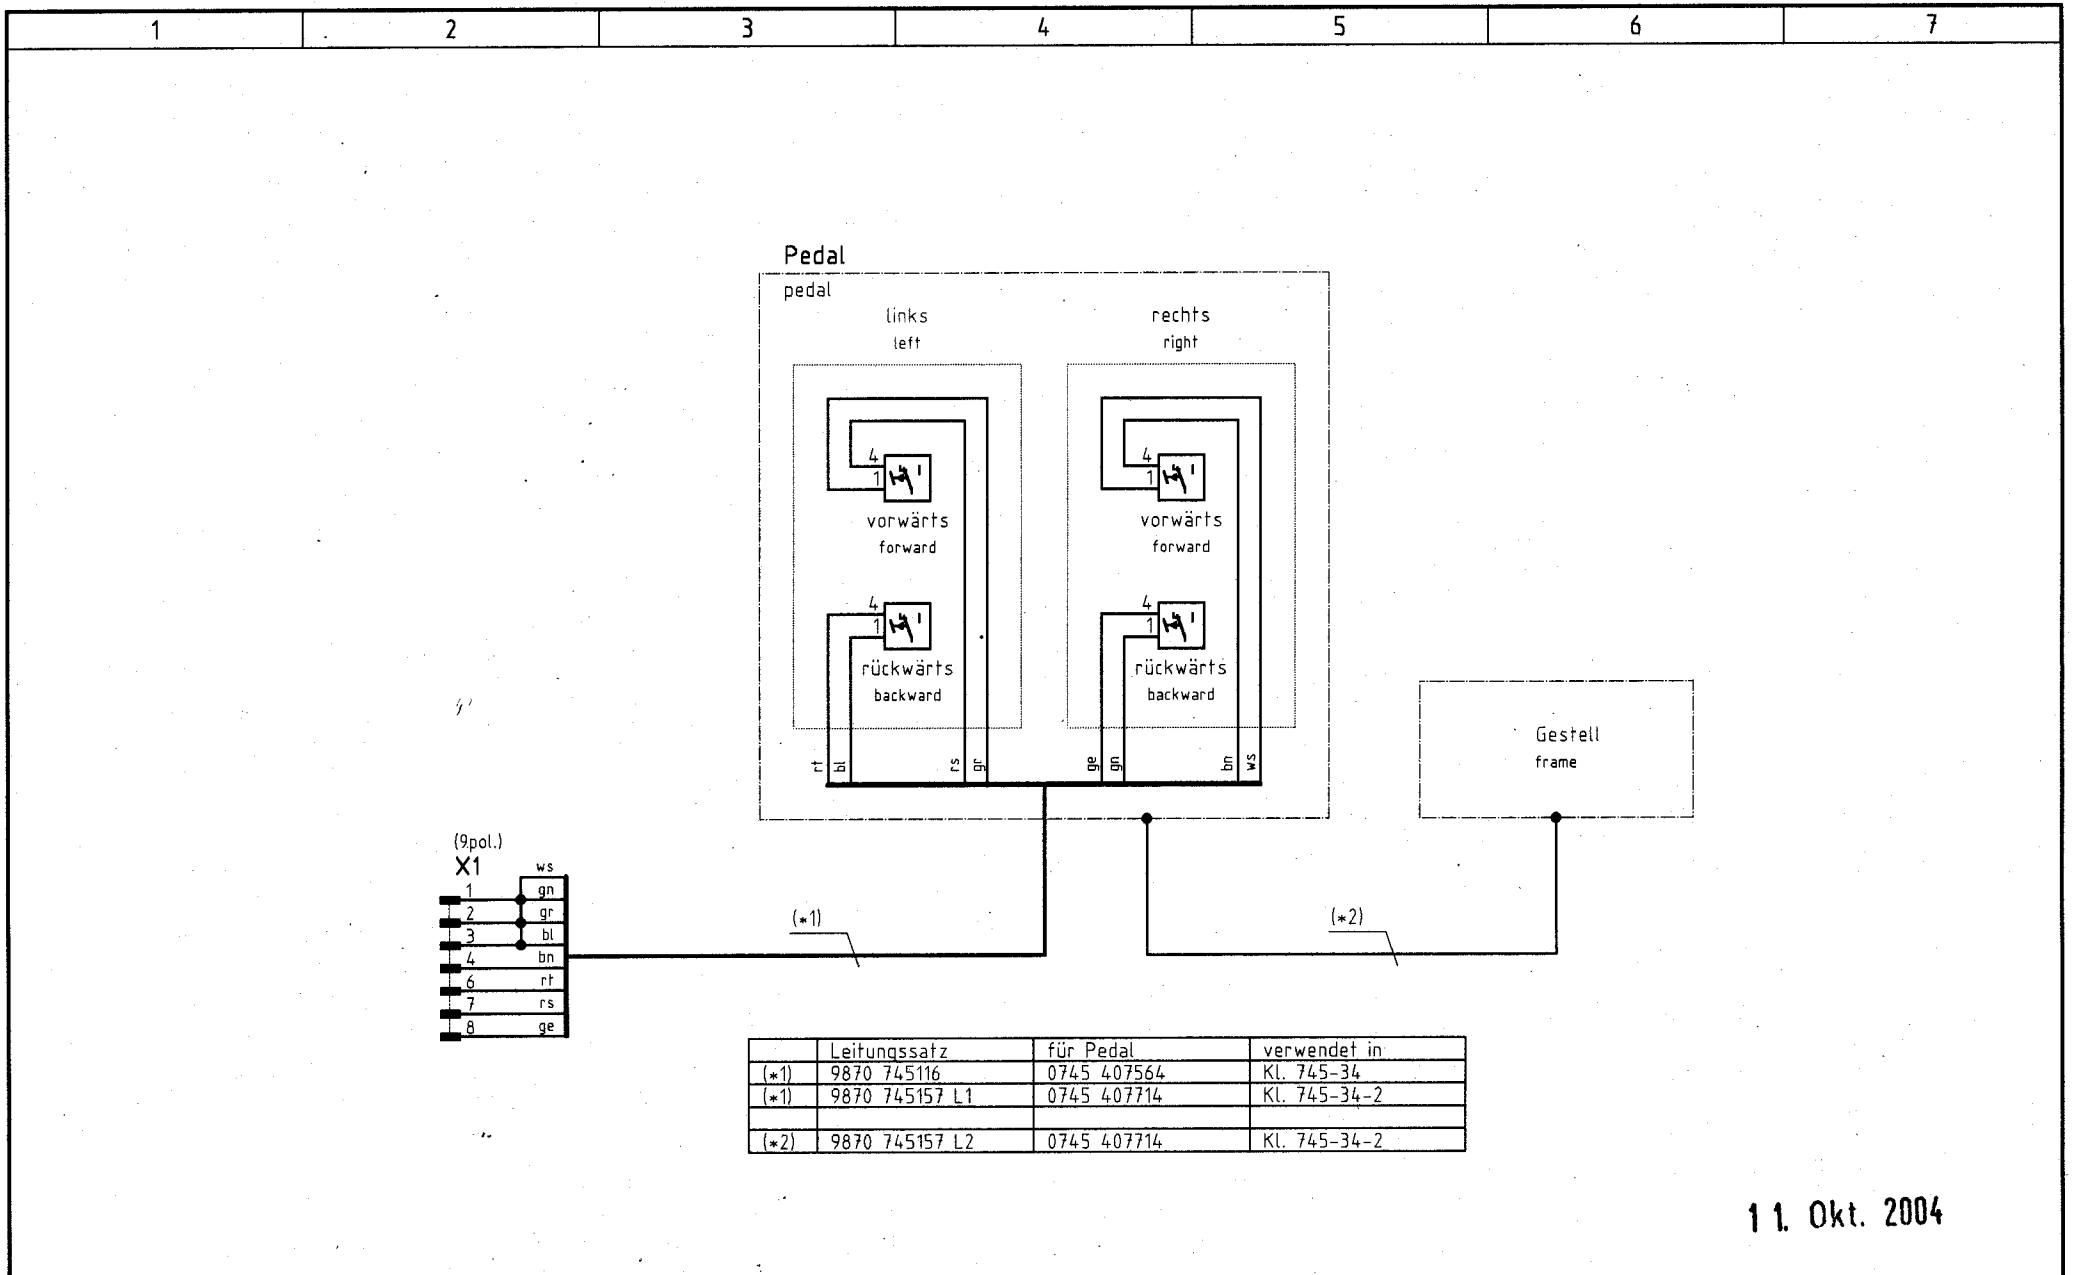 1 2 3 4 5 6 7
Pedal
pedal
links rechts
left right
4 4
1 1
vorwärts vorwärts
forward forward
4 4
1 1
rückwärts rückwärts
backward backward
Gestell
frame
rt bl rs gr ge gn bn ws
(9pol.)
X1
ws
1 gn
2 gr
3 bl
4 bn
6 rt
7 rs
8 ge
(*1) (*2)
Leitungssatz für Pedal verwendet in
(*1) 9870 745116 0745 407564 Kl. 745-34
(*1) 9870 745157 L1 0745 407714 Kl. 745-34-2
(*2) 9870 745157 L2 0745 407714 Kl. 745-34-2
11. Okt. 2004